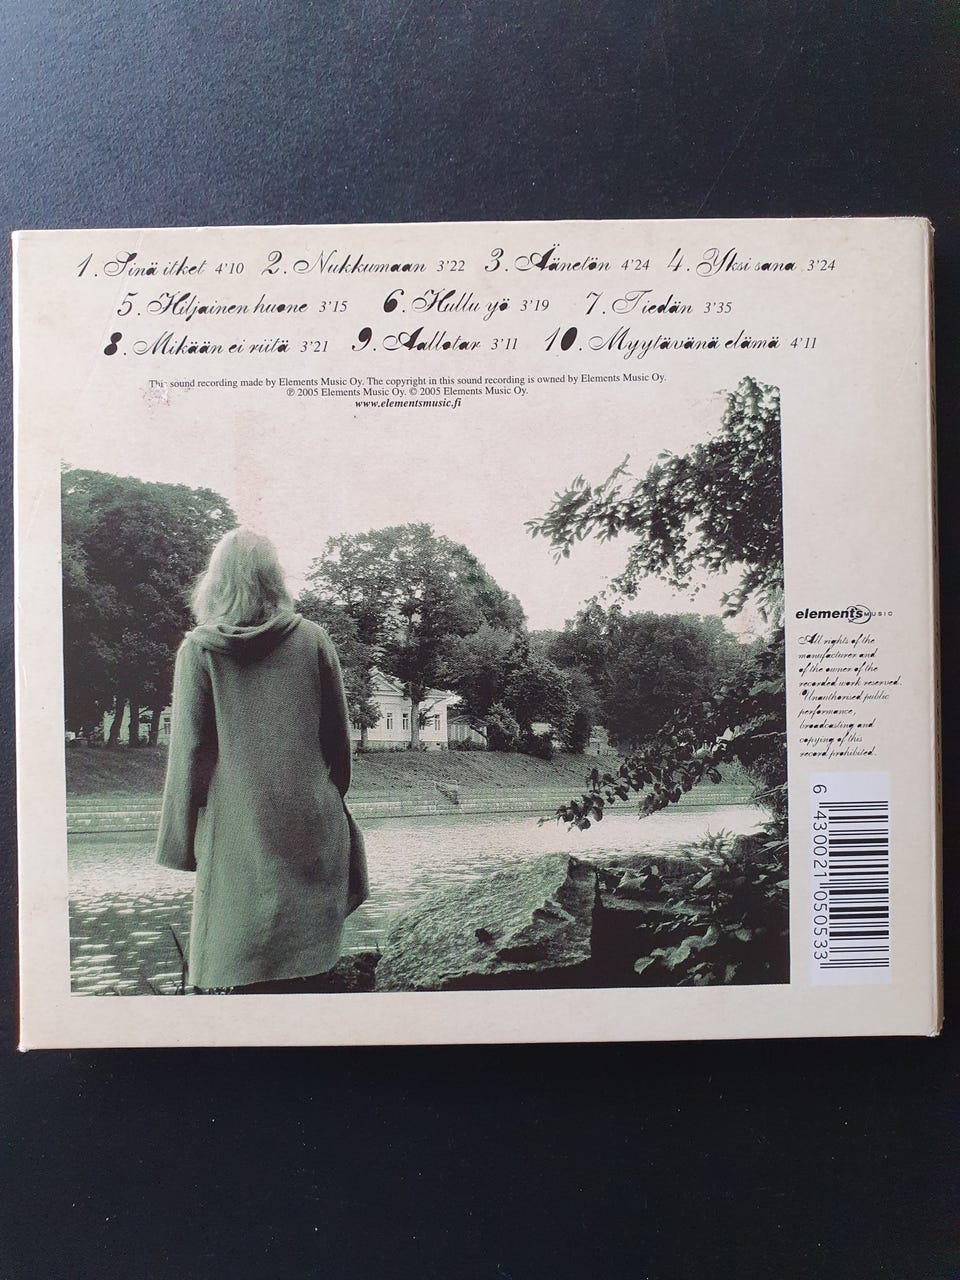 1. Sinä itket 4'10 2. Nukkumaan 3'22 3. Äänetön 4'24 4. Yksi sana 3'24
5. Hiljainen huone 3'15 6. Hullu yö 3'19 7. Tiedän 3'35
8. Mikään ei riitä 3'21 9. Aallotar 3'11 10. Myytävänä elämä 4'11
This sound recording made by Elements Music Oy. The copyright in this sound recording is owned by Elements Music Oy.
℗ 2005 Elements Music Oy. © 2005 Elements Music Oy.
www.elementsmusic.fi
elements MUSIC
All rights of the
manufacturer and
of the owner of the
recorded work reserved.
Unauthorised public
performance,
broadcasting and
copying of this
record prohibited.
6 430021 050533